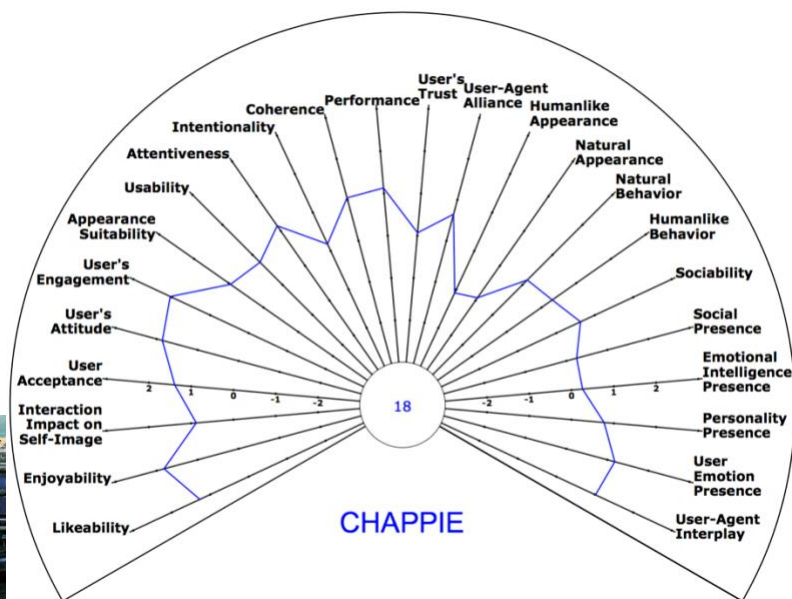 User's
Trust
User-Agent
Alliance
Performance
Coherence
Humanlike
Appearance
Intentionality
Natural
Appearance
Attentiveness
Natural
Behavior
Usability
Humanlike
Behavior
Appearance
Suitability
User's
Engagement
Sociability
User's
Attitude
Social
Presence
User
Acceptance
Emotional
Intelligence
Presence
2 1 0 -1 -2
-2 -1 0 1 2
Interaction
Impact on
Self-Image
18
Personality
Presence
Enjoyability
User
Emotion
Presence
Likeability
User-Agent
Interplay
CHAPPIE